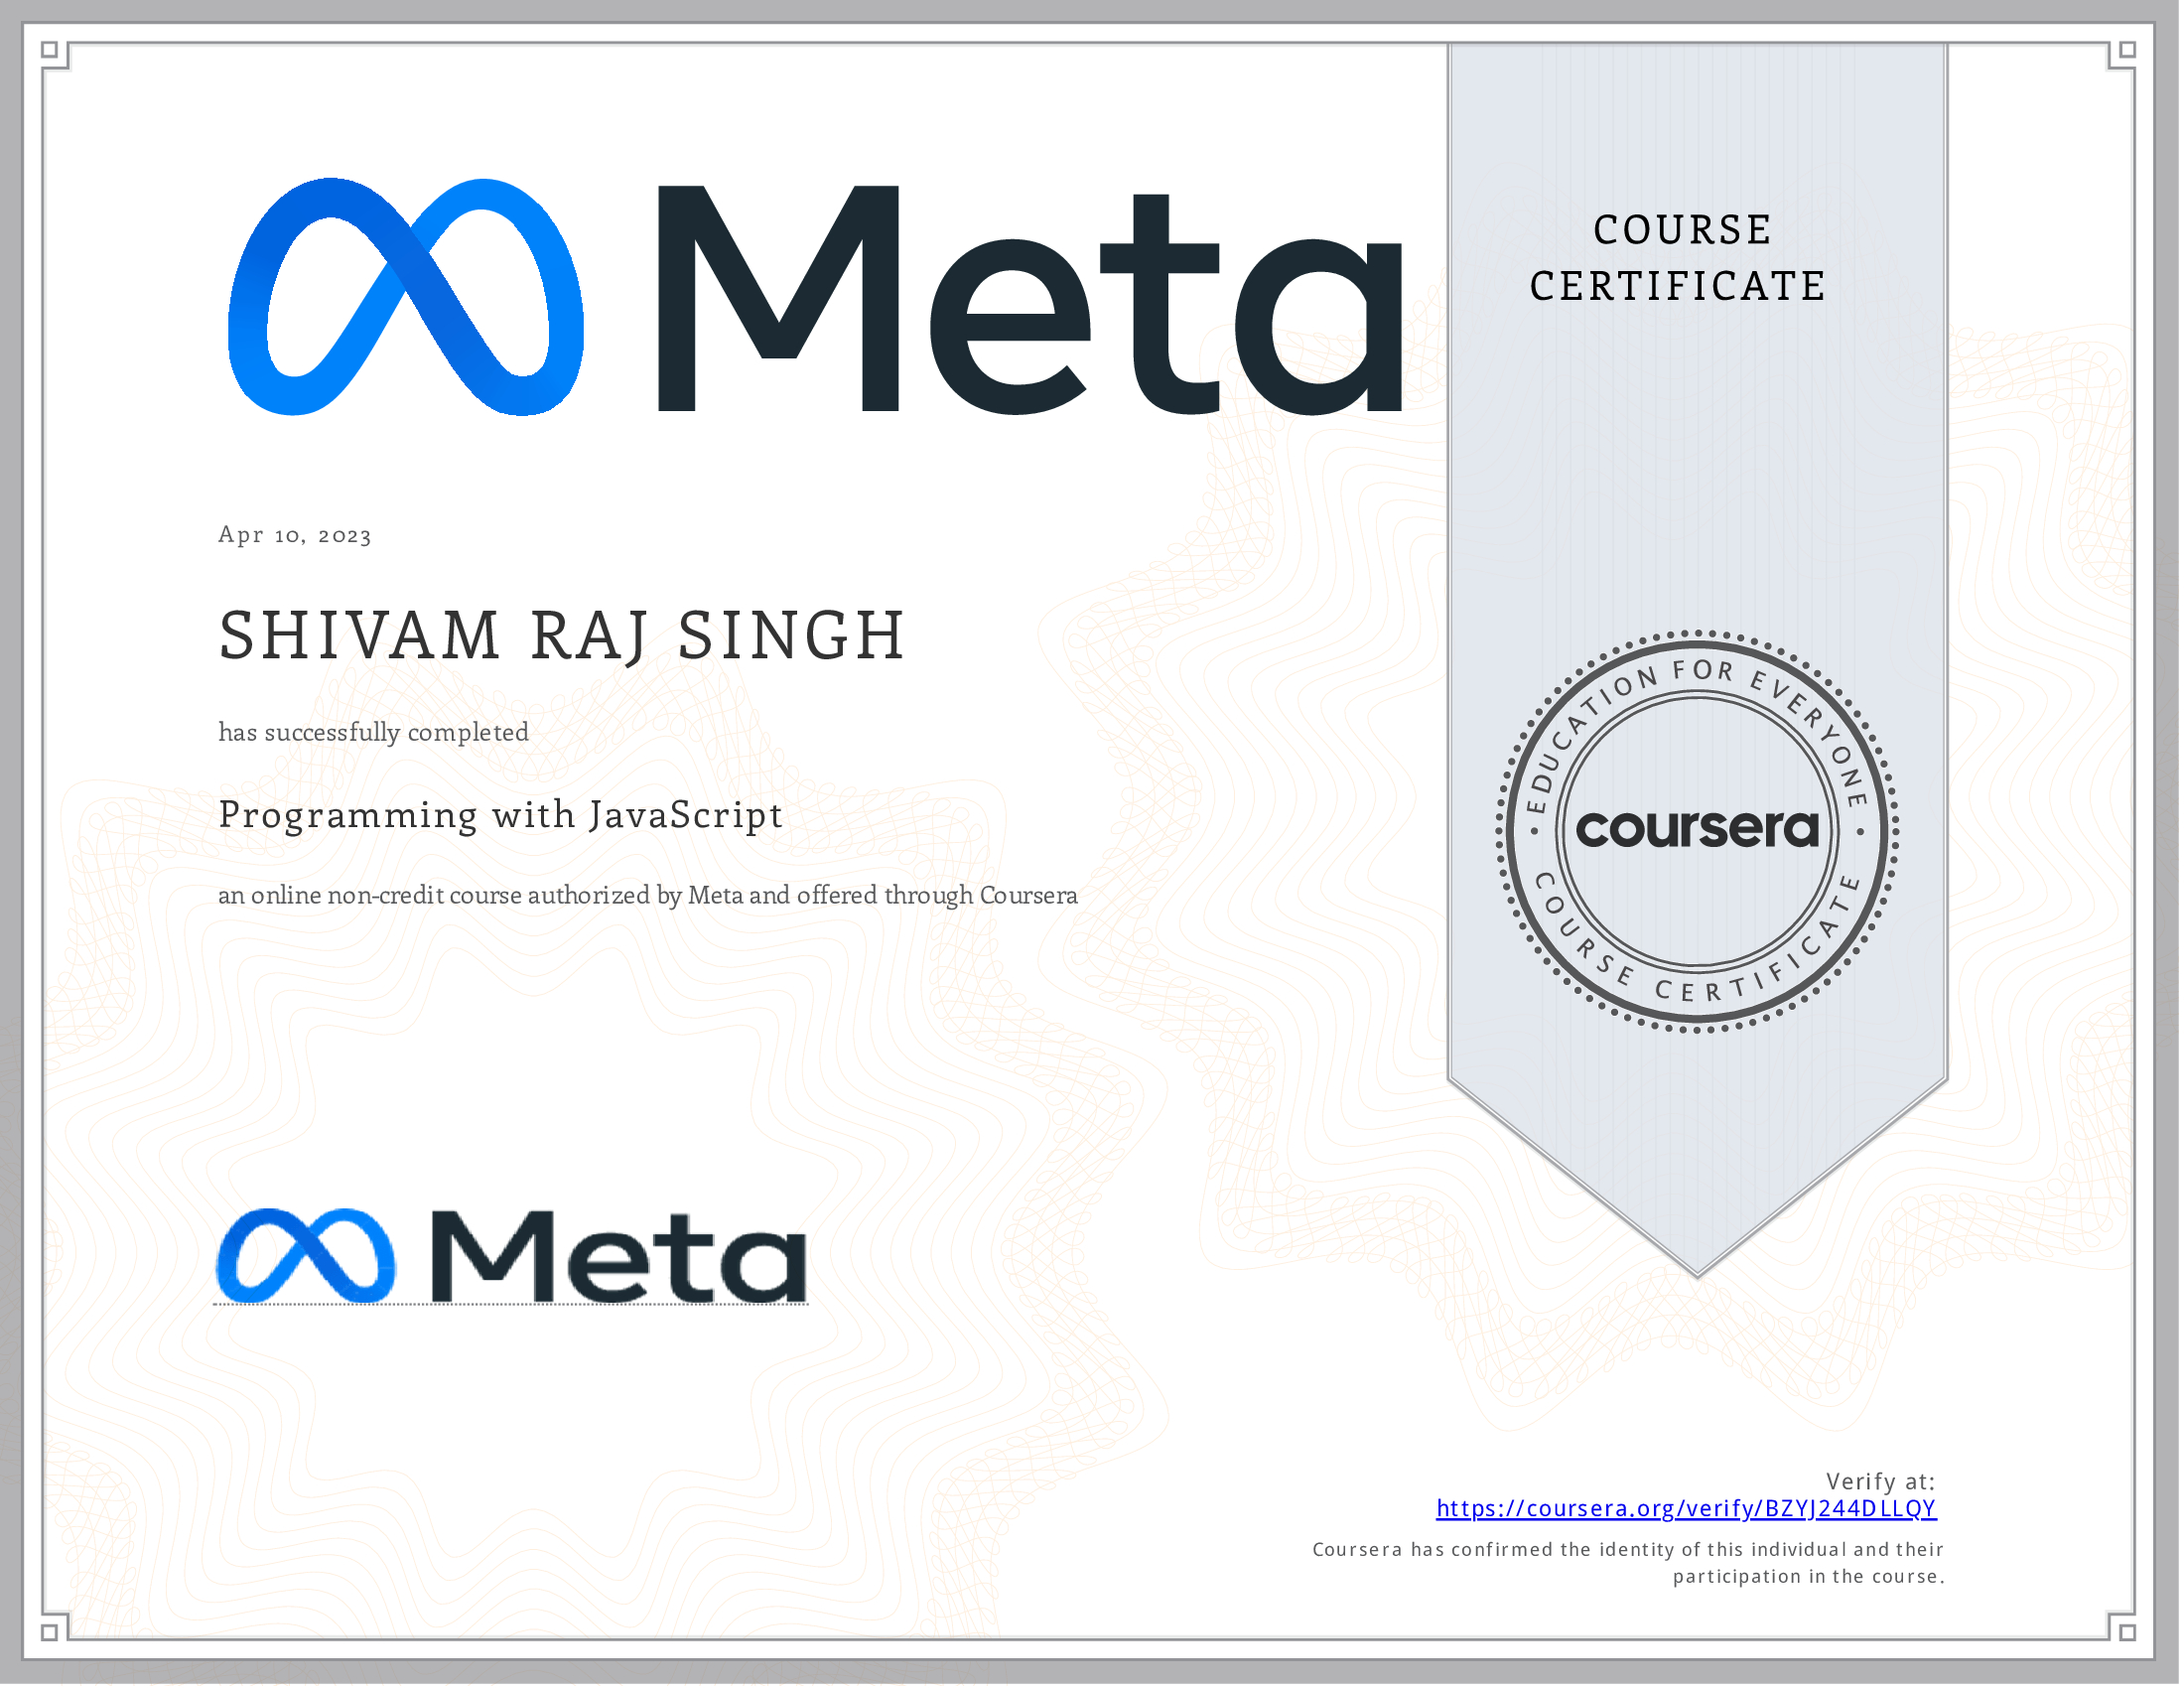 Meta
COURSE
CERTIFICATE
Apr 10, 2023
SHIVAM RAJ SINGH
has successfully completed
Programming with JavaScript
an online non-credit course authorized by Meta and offered through Coursera
EDUCATION FOR EVERYONE
coursera
COURSE CERTIFICATE
Meta
Verify at:
https://coursera.org/verify/BZYJ244DLLQY
Coursera has confirmed the identity of this individual and their
participation in the course.